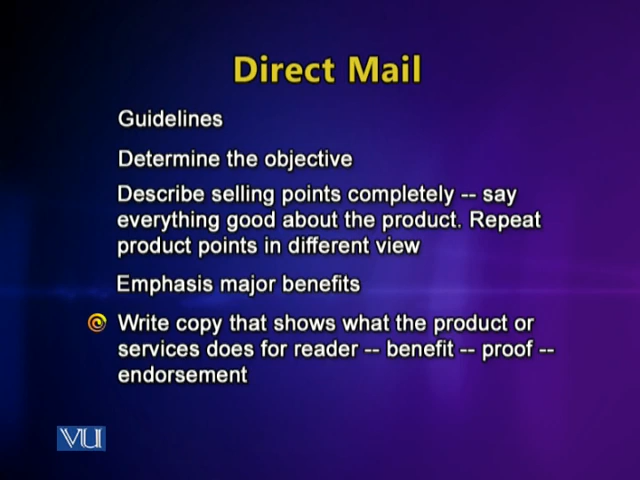 Direct Mail
Guidelines
Determine the objective
Describe selling points completely -- say
everything good about the product. Repeat
product points in different view
Emphasis major benefits
Write copy that shows what the product or
services does for reader -- benefit -- proof --
endorsement
VU